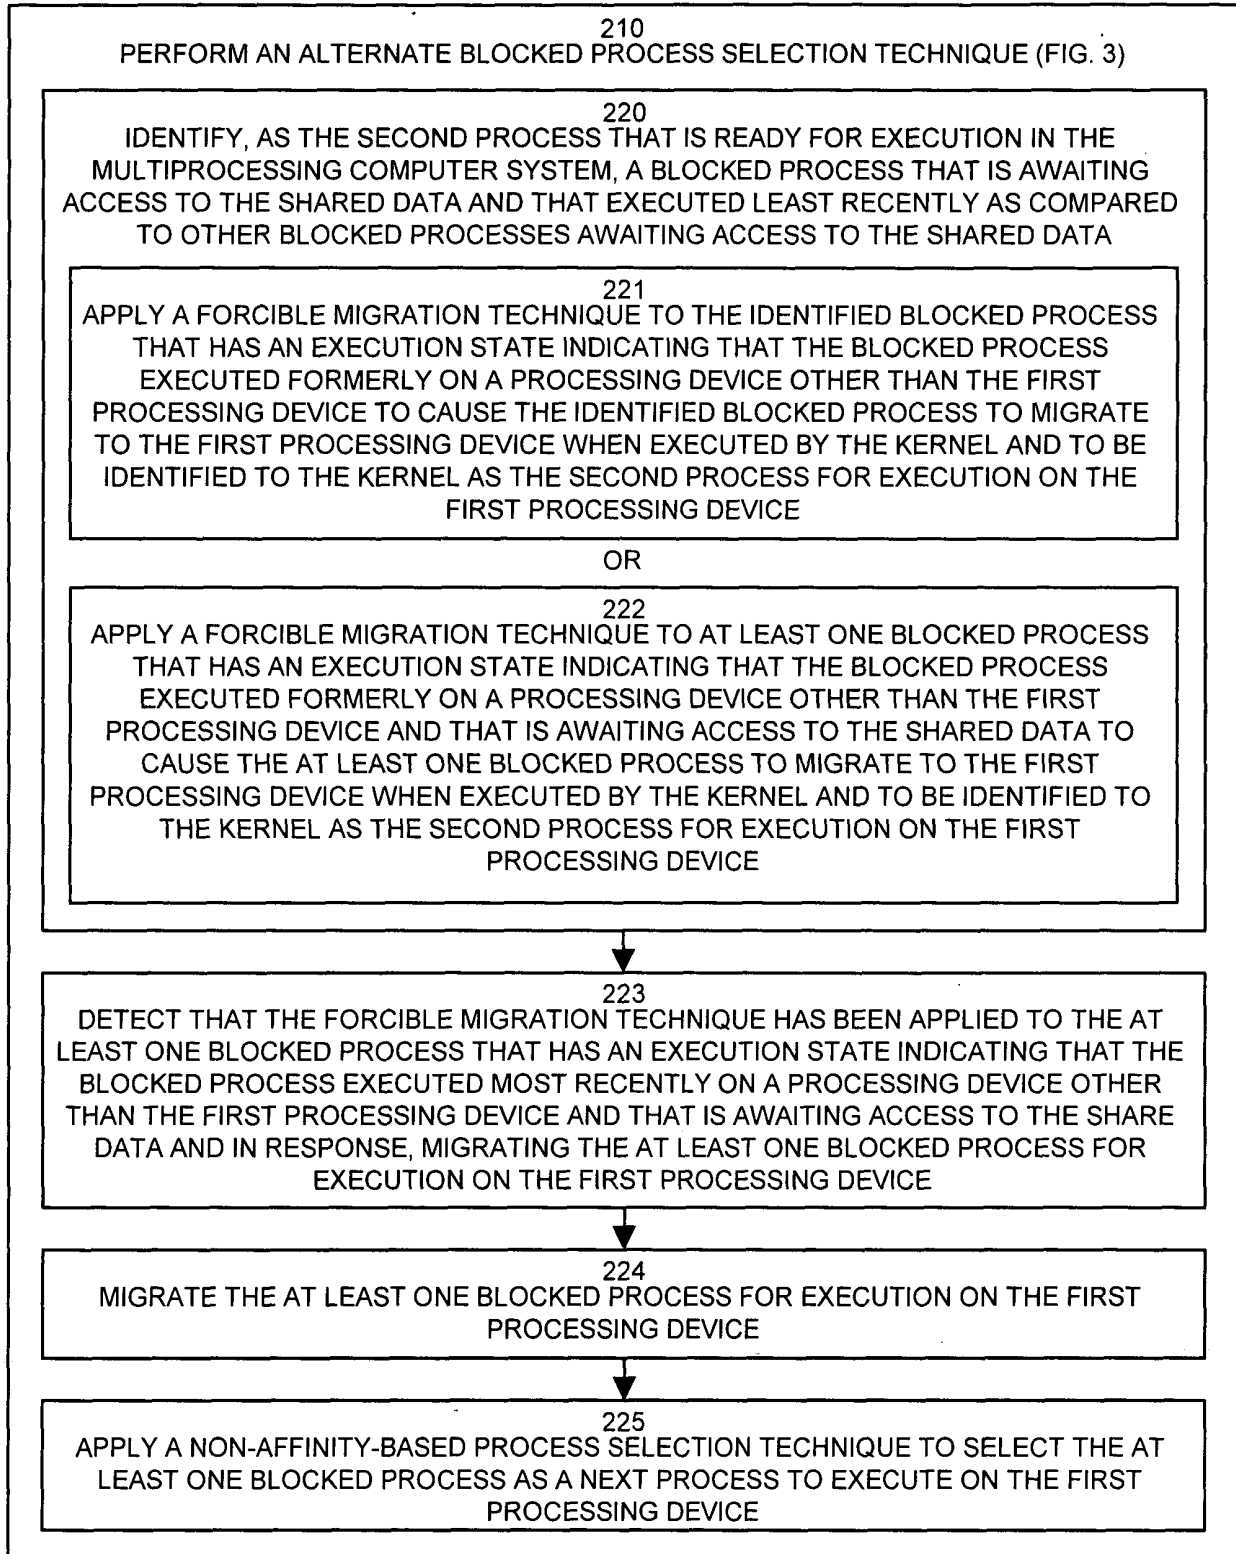 210
PERFORM AN ALTERNATE BLOCKED PROCESS SELECTION TECHNIQUE (FIG. 3)
220
IDENTIFY, AS THE SECOND PROCESS THAT IS READY FOR EXECUTION IN THE
MULTIPROCESSING COMPUTER SYSTEM, A BLOCKED PROCESS THAT IS AWAITING
ACCESS TO THE SHARED DATA AND THAT EXECUTED LEAST RECENTLY AS COMPARED
TO OTHER BLOCKED PROCESSES AWAITING ACCESS TO THE SHARED DATA
221
APPLY A FORCIBLE MIGRATION TECHNIQUE TO THE IDENTIFIED BLOCKED PROCESS
THAT HAS AN EXECUTION STATE INDICATING THAT THE BLOCKED PROCESS
EXECUTED FORMERLY ON A PROCESSING DEVICE OTHER THAN THE FIRST
PROCESSING DEVICE TO CAUSE THE IDENTIFIED BLOCKED PROCESS TO MIGRATE
TO THE FIRST PROCESSING DEVICE WHEN EXECUTED BY THE KERNEL AND TO BE
IDENTIFIED TO THE KERNEL AS THE SECOND PROCESS FOR EXECUTION ON THE
FIRST PROCESSING DEVICE
OR
222
APPLY A FORCIBLE MIGRATION TECHNIQUE TO AT LEAST ONE BLOCKED PROCESS
THAT HAS AN EXECUTION STATE INDICATING THAT THE BLOCKED PROCESS
EXECUTED FORMERLY ON A PROCESSING DEVICE OTHER THAN THE FIRST
PROCESSING DEVICE AND THAT IS AWAITING ACCESS TO THE SHARED DATA TO
CAUSE THE AT LEAST ONE BLOCKED PROCESS TO MIGRATE TO THE FIRST
PROCESSING DEVICE WHEN EXECUTED BY THE KERNEL AND TO BE IDENTIFIED TO
THE KERNEL AS THE SECOND PROCESS FOR EXECUTION ON THE FIRST
PROCESSING DEVICE
223
DETECT THAT THE FORCIBLE MIGRATION TECHNIQUE HAS BEEN APPLIED TO THE AT
LEAST ONE BLOCKED PROCESS THAT HAS AN EXECUTION STATE INDICATING THAT THE
BLOCKED PROCESS EXECUTED MOST RECENTLY ON A PROCESSING DEVICE OTHER
THAN THE FIRST PROCESSING DEVICE AND THAT IS AWAITING ACCESS TO THE SHARE
DATA AND IN RESPONSE, MIGRATING THE AT LEAST ONE BLOCKED PROCESS FOR
EXECUTION ON THE FIRST PROCESSING DEVICE
224
MIGRATE THE AT LEAST ONE BLOCKED PROCESS FOR EXECUTION ON THE FIRST
PROCESSING DEVICE
225
APPLY A NON-AFFINITY-BASED PROCESS SELECTION TECHNIQUE TO SELECT THE AT
LEAST ONE BLOCKED PROCESS AS A NEXT PROCESS TO EXECUTE ON THE FIRST
PROCESSING DEVICE